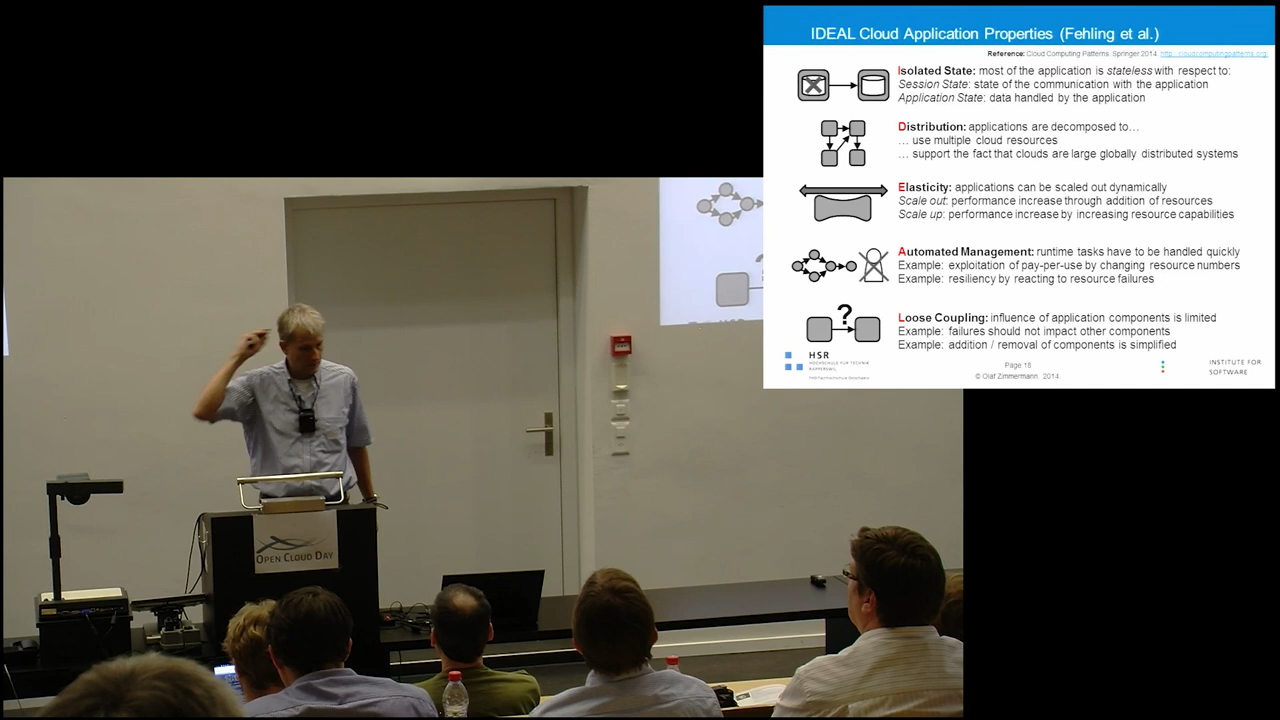 IDEAL Cloud Application Properties (Fehling et al.)
Reference: Cloud Computing Patterns. Springer 2014 http://cloudcomputingpatterns.org/
Isolated State: most of the application is stateless with respect to:
Session State: state of the communication with the application
Application State: data handled by the application
Distribution: applications are decomposed to…
… use multiple cloud resources
… support the fact that clouds are large globally distributed systems
Elasticity: applications can be scaled out dynamically
Scale out: performance increase through addition of resources
Scale up: performance increase by increasing resource capabilities
Automated Management: runtime tasks have to be handled quickly
Example: exploitation of pay-per-use by changing resource numbers
Example: resiliency by reacting to resource failures
?
Loose Coupling: influence of application components is limited
Example: failures should not impact other components
Example: addition / removal of components is simplified
HSR
HOCHSCHULE FÜR TECHNIK
RAPPERSWIL
Page 18
© Olaf Zimmermann 2014
INSTITUTE FOR
SOFTWARE
OPEN CLOUD DAY